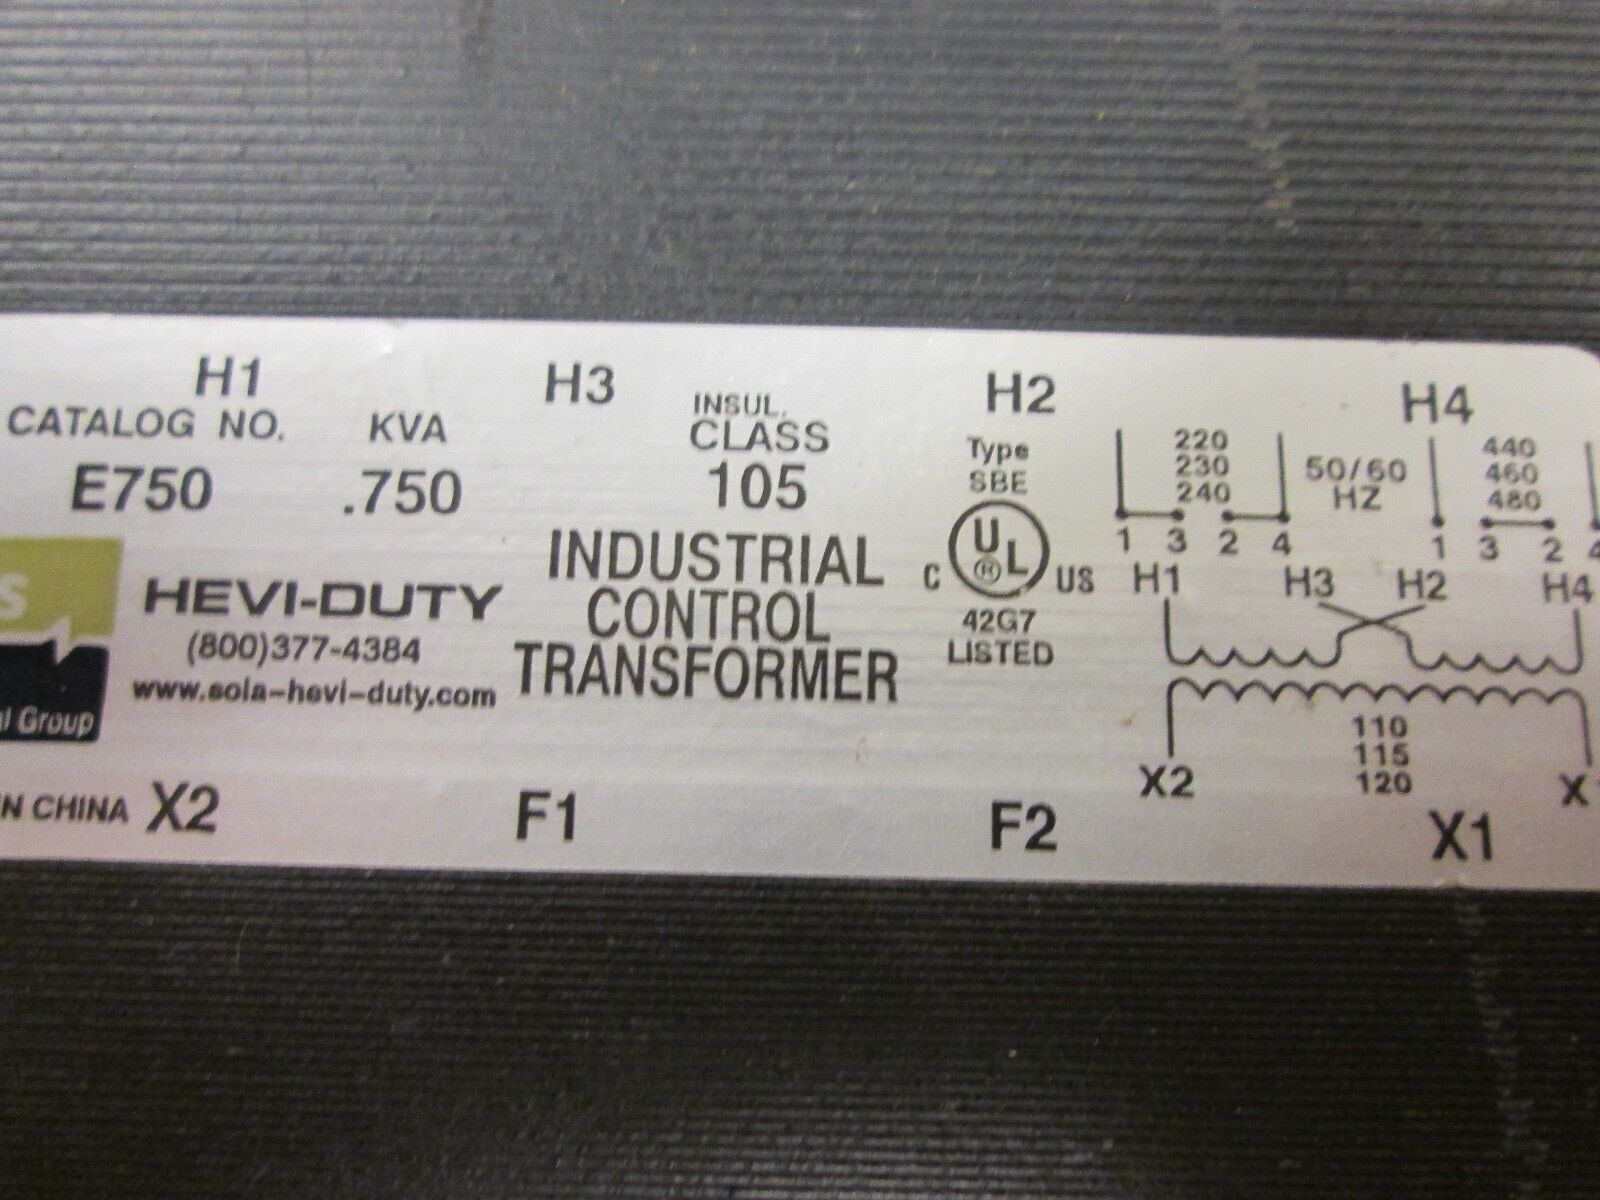 H1 H3 H2 H4
CATALOG NO. KVA INSUL. CLASS
E750 .750 105
Type
SBE
C UL® US
42G7
LISTED
INDUSTRIAL
CONTROL
TRANSFORMER
HEVI-DUTY
(800)377-4384
www.sola-hevi-duty.com
Group
CHINA
220
230
240
50/60
HZ
440
460
480
1 3 2 4
1 3 2 4
H1 H3 H2 H4
110
115
120
X2 X
X2 F1 F2 X1